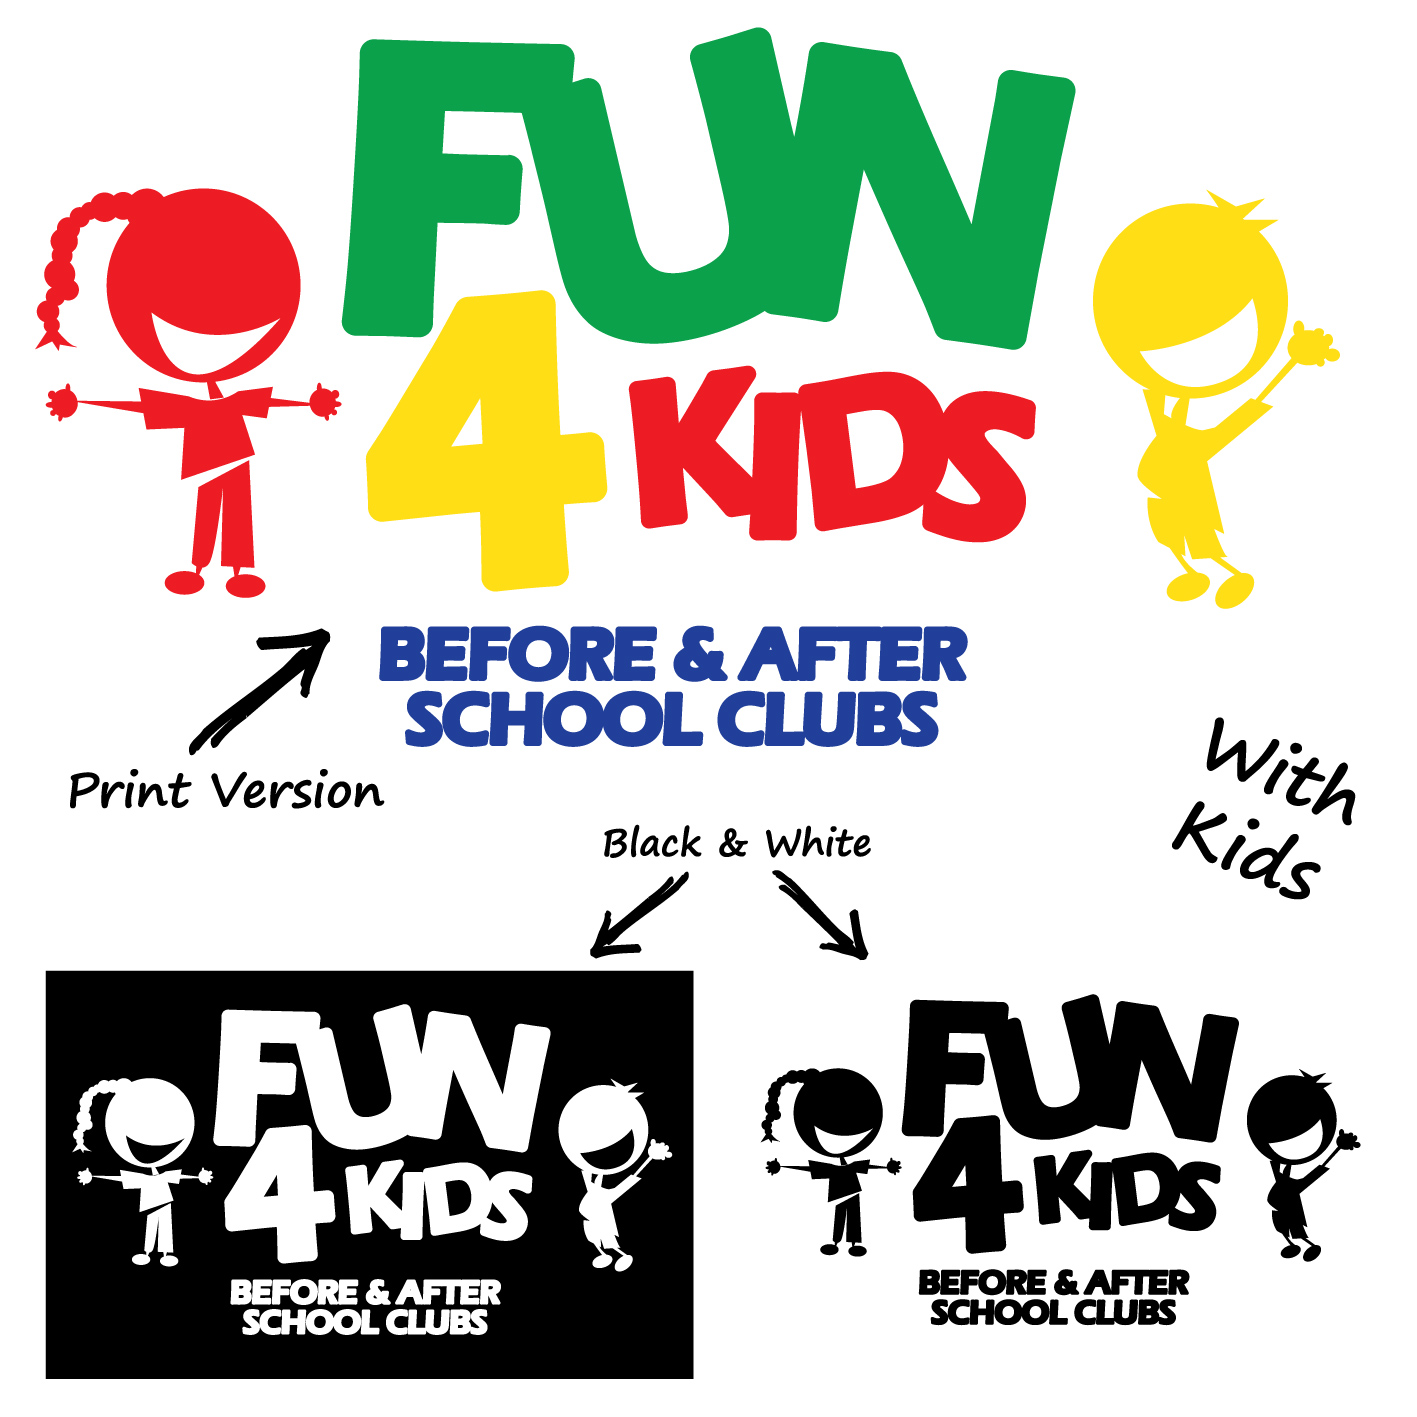 FUN
4 KIDS
BEFORE & AFTER
SCHOOL CLUBS
Print Version
With
Kids
Black & White
FUN
4 KIDS
BEFORE & AFTER
SCHOOL CLUBS
FUN
4 KIDS
BEFORE & AFTER
SCHOOL CLUBS